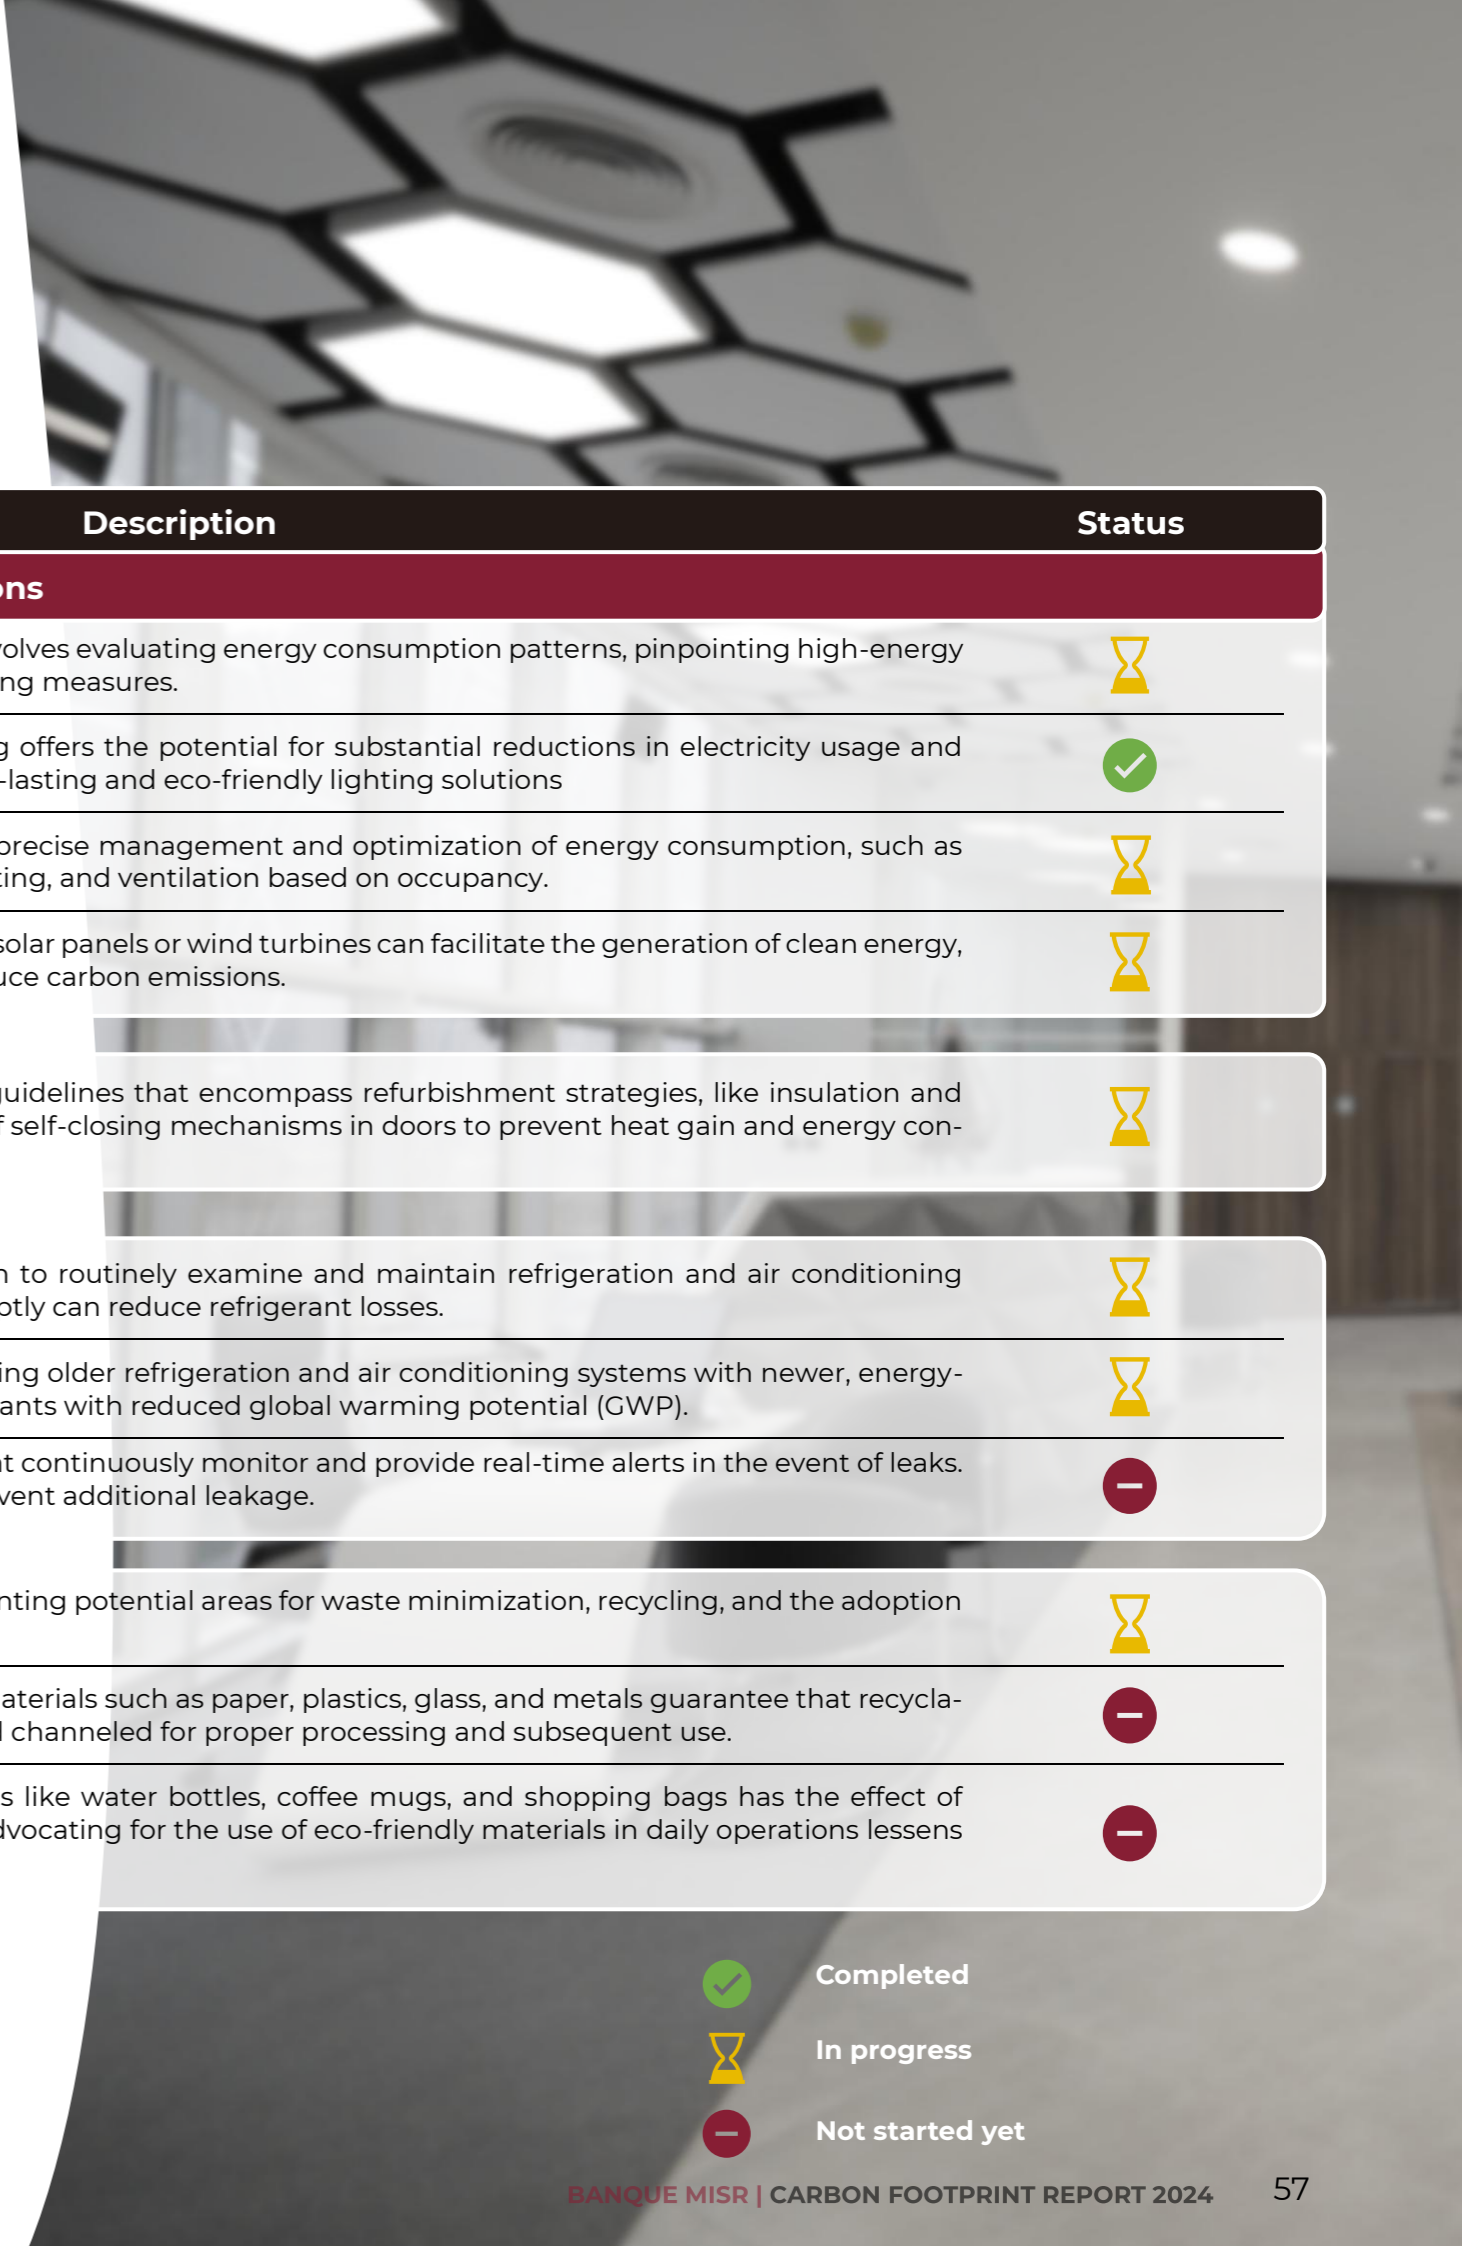 Description Status
ons
volves evaluating energy consumption patterns, pinpointing high-energy
ng measures.
g offers the potential for substantial reductions in electricity usage and
-lasting and eco-friendly lighting solutions
precise management and optimization of energy consumption, such as
ting, and ventilation based on occupancy.
solar panels or wind turbines can facilitate the generation of clean energy,
uce carbon emissions.
guidelines that encompass refurbishment strategies, like insulation and
f self-closing mechanisms in doors to prevent heat gain and energy con-
n to routinely examine and maintain refrigeration and air conditioning
ptly can reduce refrigerant losses.
ing older refrigeration and air conditioning systems with newer, energy-
ants with reduced global warming potential (GWP).
at continuously monitor and provide real-time alerts in the event of leaks.
vent additional leakage.
nting potential areas for waste minimization, recycling, and the adoption
aterials such as paper, plastics, glass, and metals guarantee that recycla-
d channeled for proper processing and subsequent use.
s like water bottles, coffee mugs, and shopping bags has the effect of
dvocating for the use of eco-friendly materials in daily operations lessens
Completed
In progress
Not started yet
BANQUE MISR | CARBON FOOTPRINT REPORT 2024 57